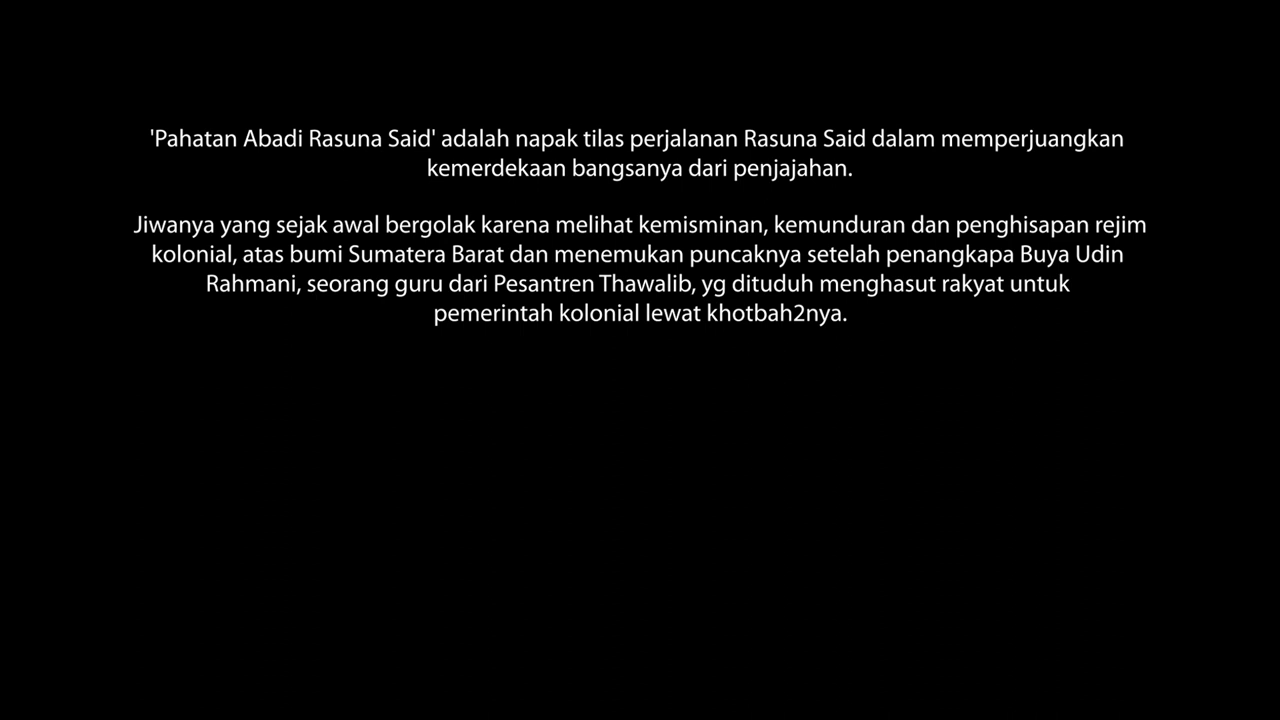 'Pahatan Abadi Rasuna Said' adalah napak tilas perjalanan Rasuna Said dalam memperjuangkan
kemerdekaan bangsanya dari penjajahan.
Jiwanya yang sejak awal bergolak karena melihat kemisminan, kemunduran dan penghisapan rejim
kolonial, atas bumi Sumatera Barat dan menemukan puncaknya setelah penangkapa Buya Udin
Rahmani, seorang guru dari Pesantren Thawalib, yg dituduh menghasut rakyat untuk
pemerintah kolonial lewat khotbah2nya.